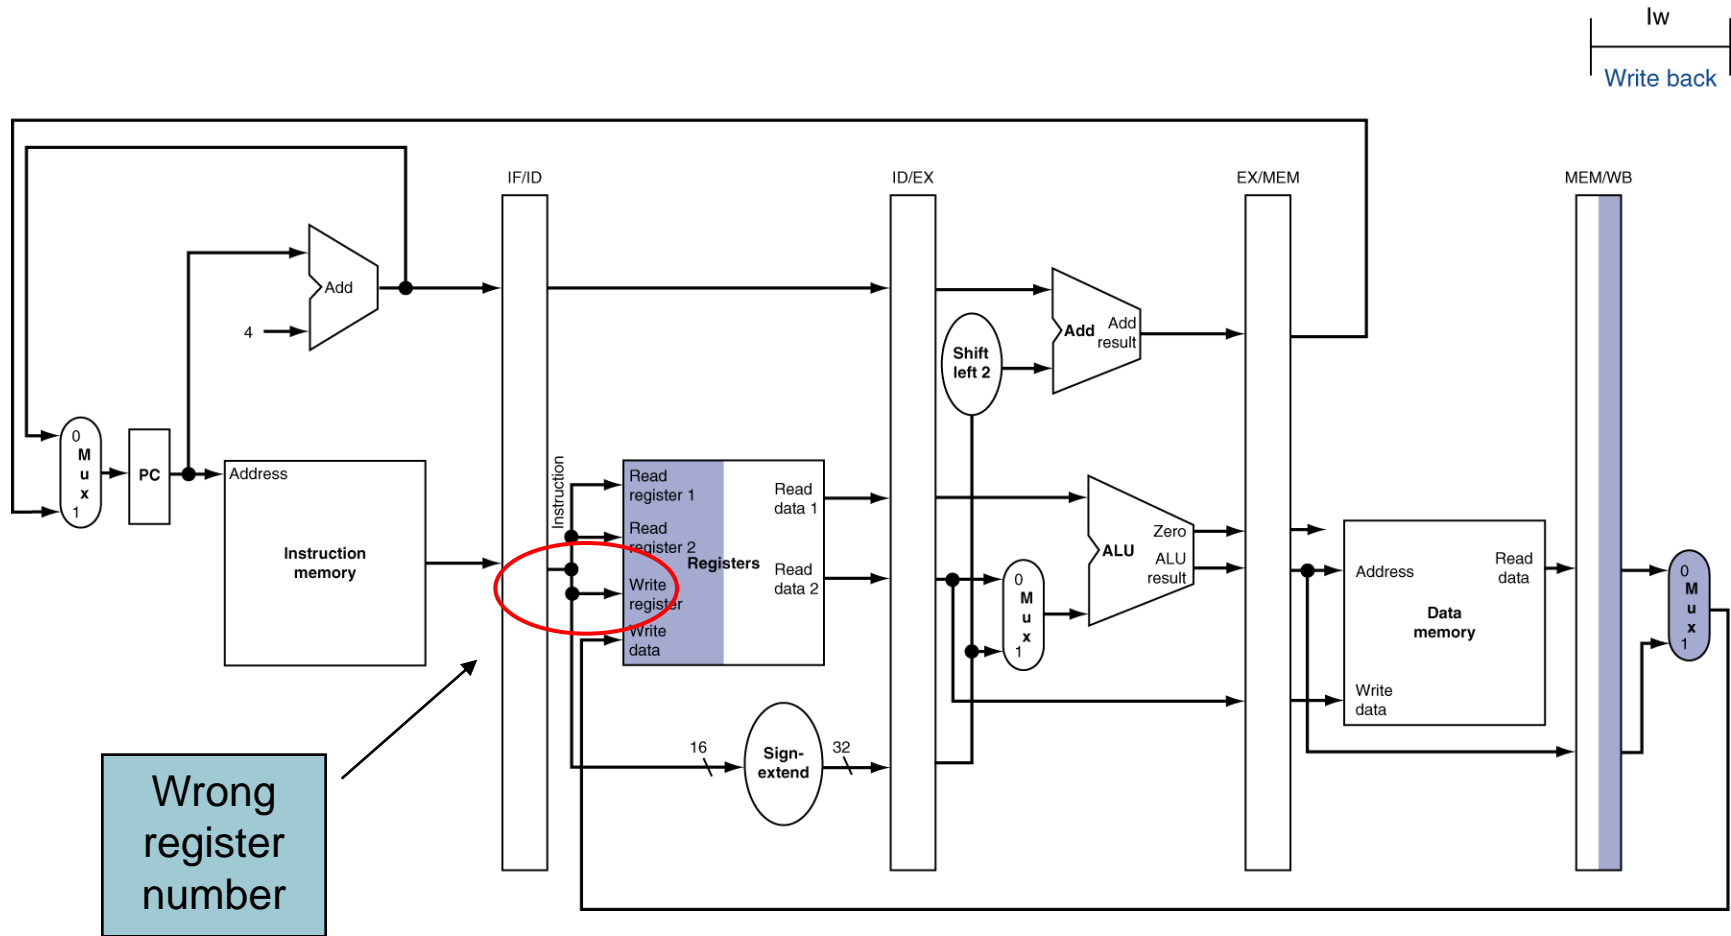 lw
Write back
IF/ID
ID/EX
EX/MEM
MEM/WB
Add
4
Shift
left 2
Add
Add
result
0
M
u
x
1
PC
Address
Instruction
memory
Instruction
Read
register 1
Read
register 2
Registers
Write
register
Write
data
Read
data 1
Read
data 2
0
M
u
x
1
Zero
ALU
ALU
result
Address
Read
data
Data
memory
Write
data
0
M
u
x
1
16
Sign-
extend
32
Wrong
register
number